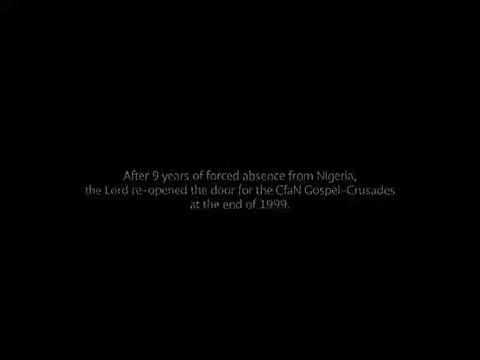 After 9 years of forced absence from Nigeria,
the Lord re-opened the door for the CfaN Gospel-Crusades
at the end of 1999.